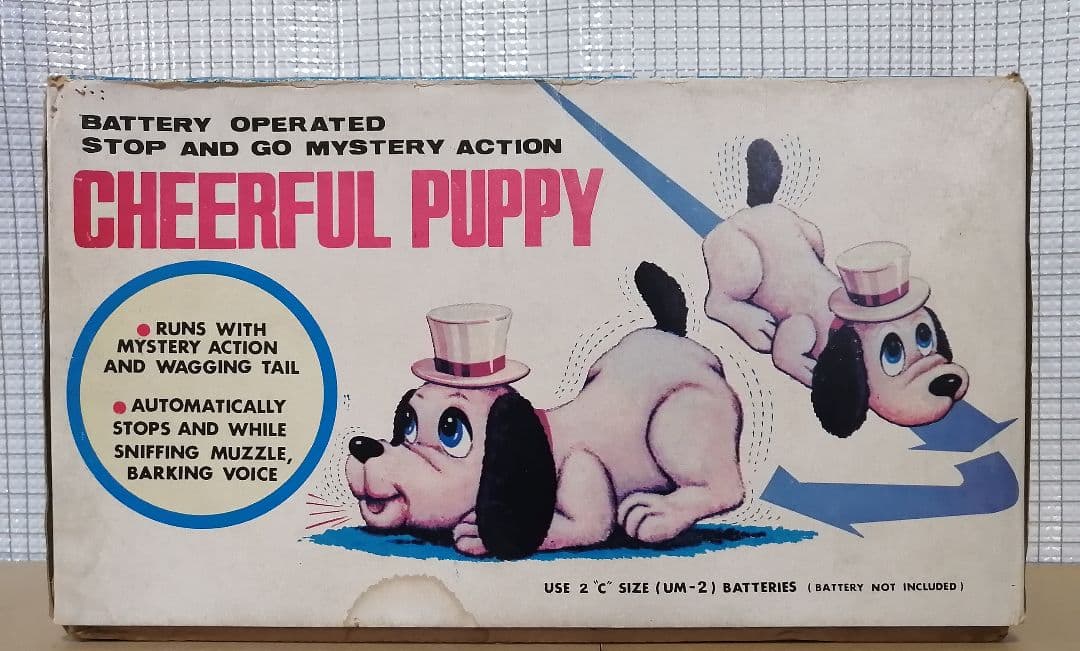 BATTERY OPERATED
STOP AND GO MYSTERY ACTION
CHEERFUL PUPPY
● RUNS WITH
MYSTERY ACTION
AND WAGGING TAIL
● AUTOMATICALLY
STOPS AND WHILE
SNIFFING MUZZLE,
BARKING VOICE
USE 2 "C" SIZE (UM-2) BATTERIES (BATTERY NOT INCLUDED)